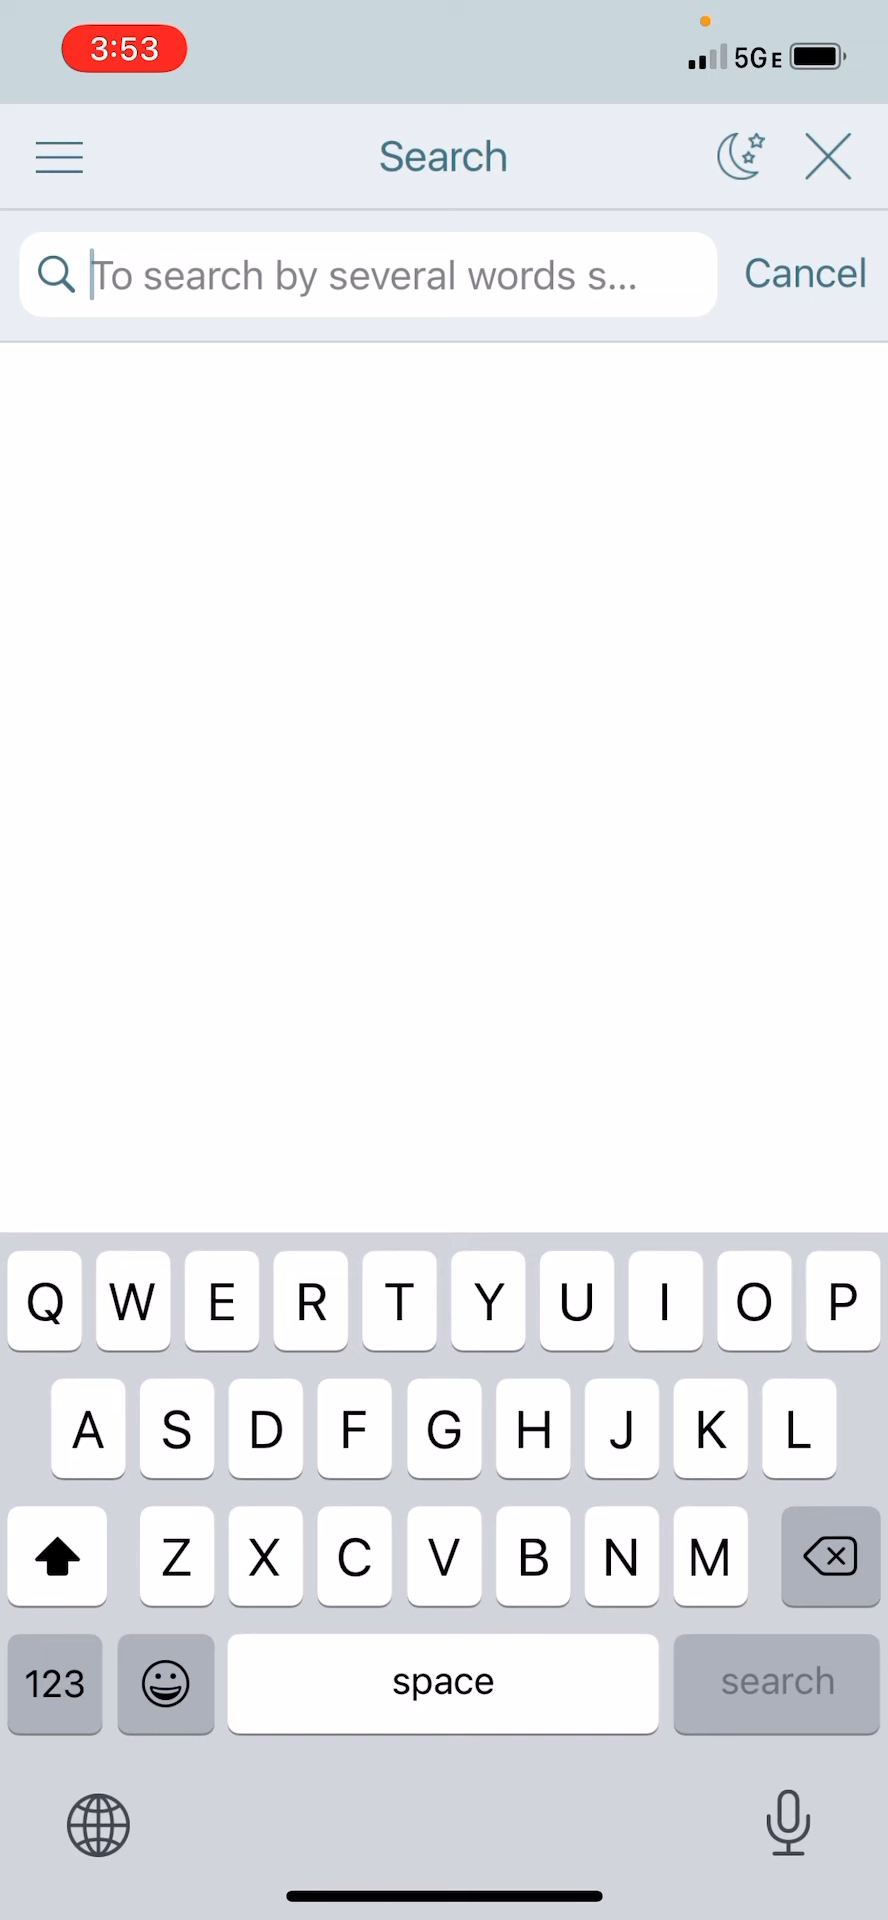 3:53
5GE
Search
To search by several words s...
Cancel
Q W E R T Y U I O P
A S D F G H J K L
Z X C V B N M
123 space search